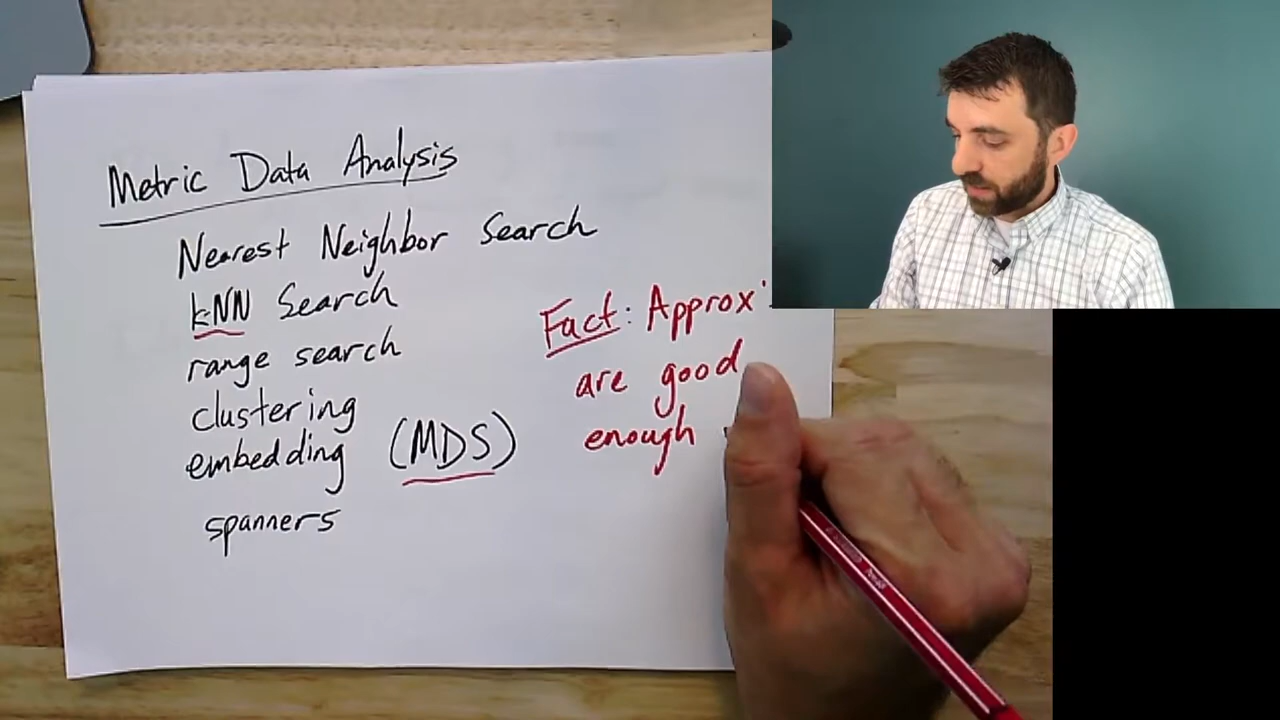 Metric Data Analysis
Nearest Neighbor Search
kNN Search
range search
clustering
embedding (MDS)
spanners
Fact: Approx'
are good
enough